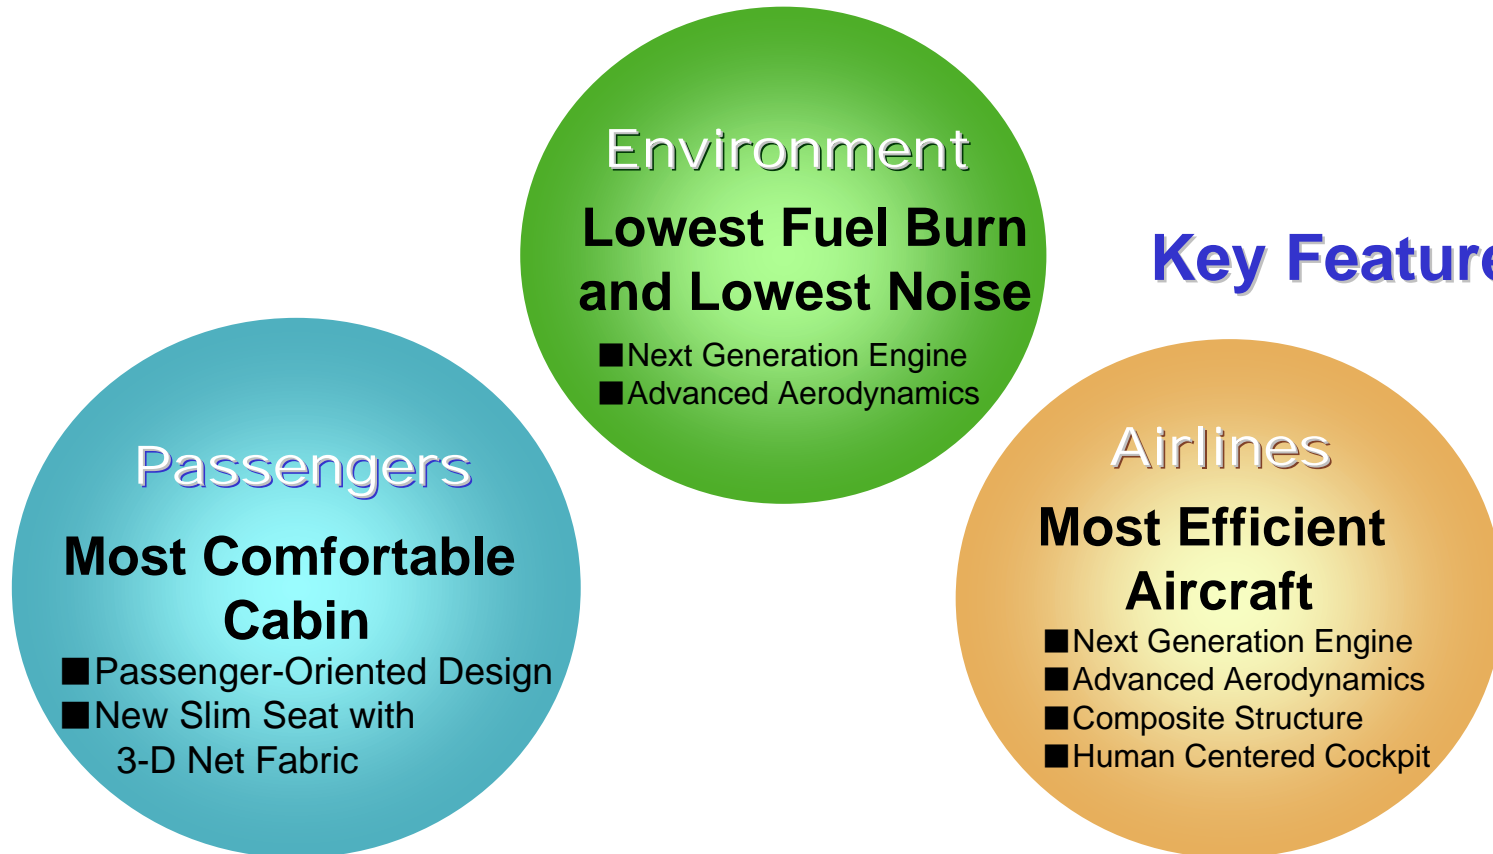 Environment
Lowest Fuel Burn
and Lowest Noise
■Next Generation Engine
■Advanced Aerodynamics
Key Feature
Passengers
Most Comfortable
Cabin
■Passenger-Oriented Design
■New Slim Seat with
3-D Net Fabric
Airlines
Most Efficient
Aircraft
■Next Generation Engine
■Advanced Aerodynamics
■Composite Structure
■Human Centered Cockpit